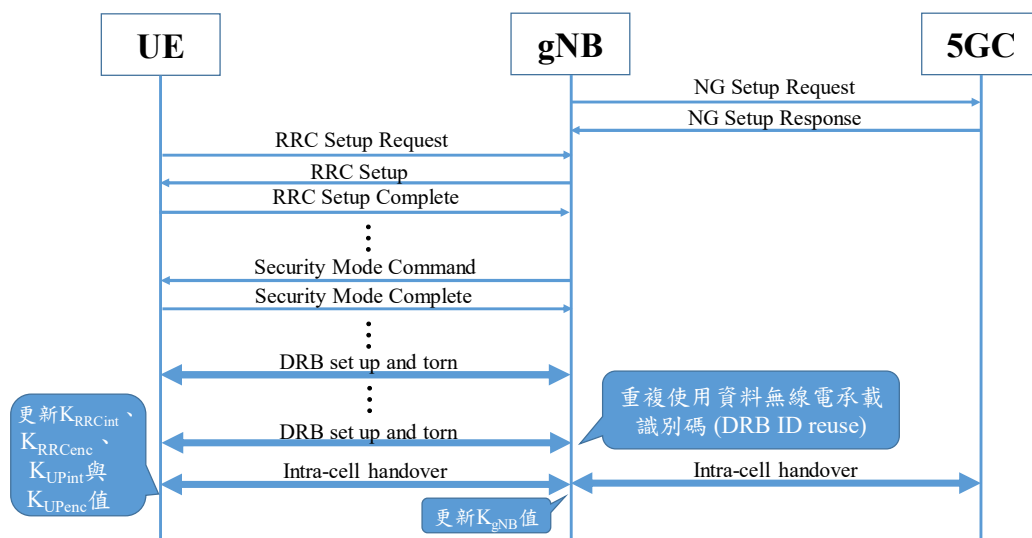 UE
gNB
5GC
NG Setup Request
NG Setup Response
RRC Setup Request
RRC Setup
RRC Setup Complete
Security Mode Command
Security Mode Complete
DRB set up and torn
重複使用資料無線電承載
識別碼 (DRB ID reuse)
更新KRRCint、
KRRCenc、
KUPint與
KUPenc值
DRB set up and torn
Intra-cell handover
Intra-cell handover
更新KgNB值